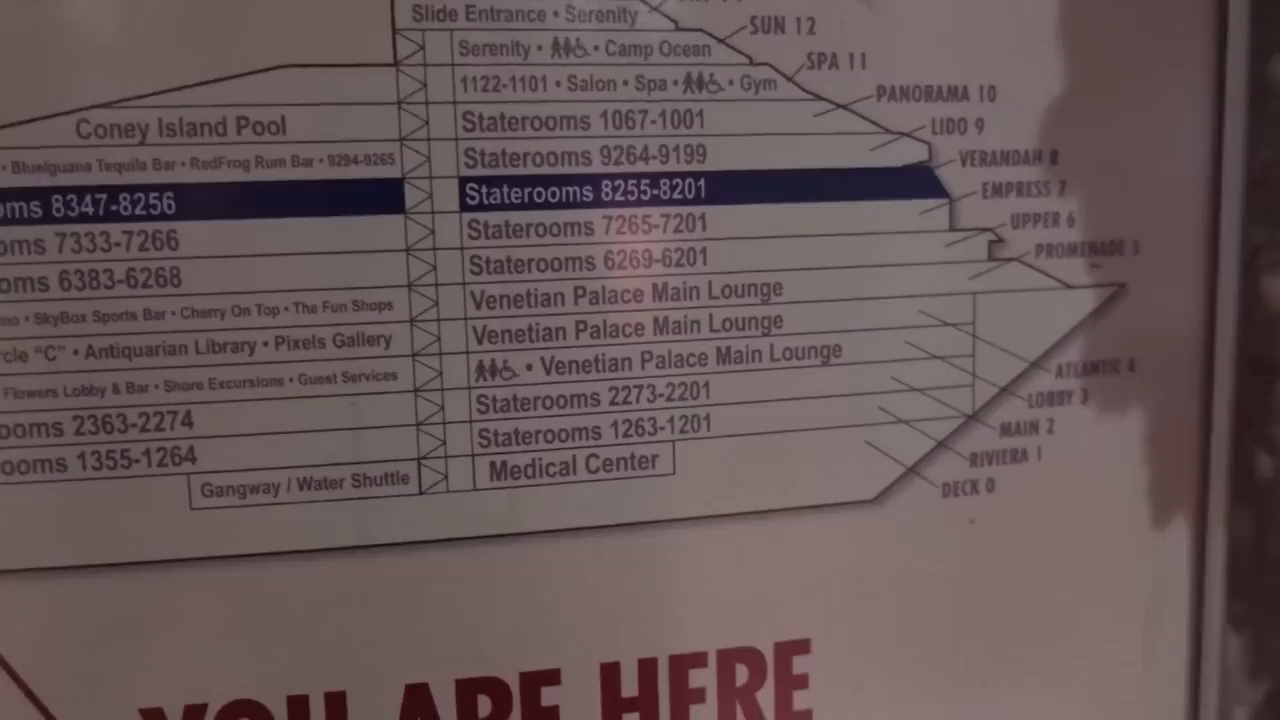 Slide Entrance • Serenity
SUN 12
Serenity • • Camp Ocean
SPA 11
1122-1101 • Salon • Spa • • Gym
PANORAMA 10
Coney Island Pool
Staterooms 1067-1001
LIDO 9
• BlueIguana Tequila Bar • RedFrog Rum Bar • 9294-9265
Staterooms 9264-9199
VERANDAH 8
oms 8347-8256
Staterooms 8255-8201
EMPRESS 7
oms 7333-7266
Staterooms 7265-7201
UPPER 6
oms 6383-6268
Staterooms 6269-6201
PROMENADE 5
no • SkyBox Sports Bar • Cherry On Top • The Fun Shops
Venetian Palace Main Lounge
ATLANTIC 4
rcle "C" • Antiquarian Library • Pixels Gallery
Venetian Palace Main Lounge
LOBBY 3
Flowers Lobby & Bar • Shore Excursions • Guest Services
• Venetian Palace Main Lounge
MAIN 2
ooms 2363-2274
Staterooms 2273-2201
RIVIERA 1
ooms 1355-1264
Staterooms 1263-1201
DECK 0
Gangway / Water Shuttle
Medical Center
YOU ARE HERE